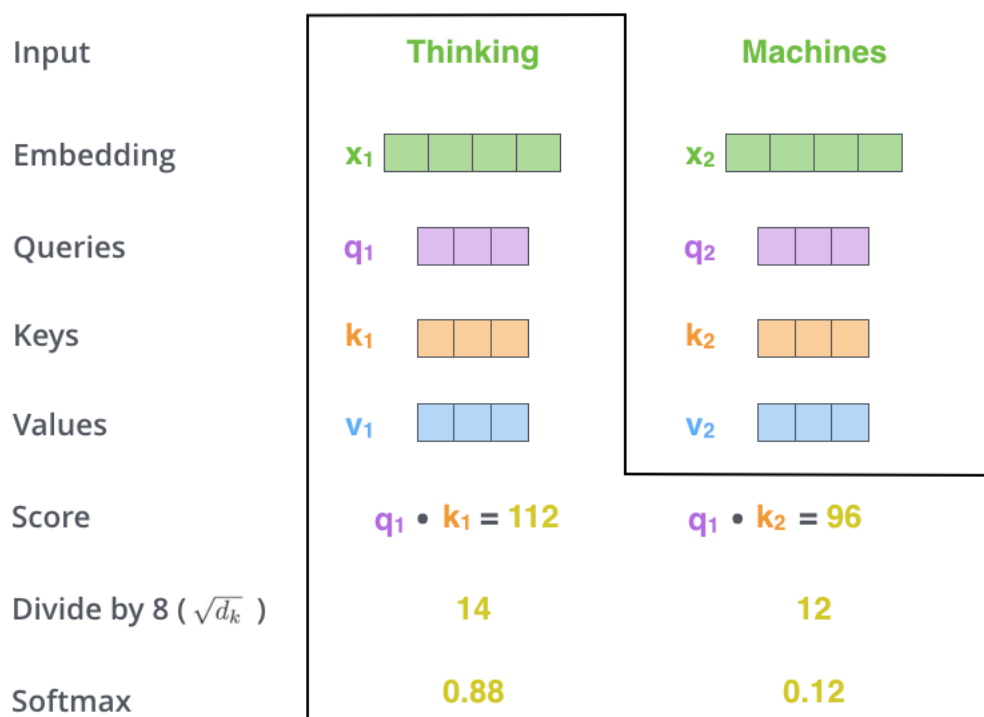 Input Thinking Machines
Embedding x₁ x₂
Queries q₁ q₂
Keys k₁ k₂
Values v₁ v₂
Score q₁ • k₁ = 112 q₁ • k₂ = 96
Divide by 8 ( √dₖ ) 14 12
Softmax 0.88 0.12